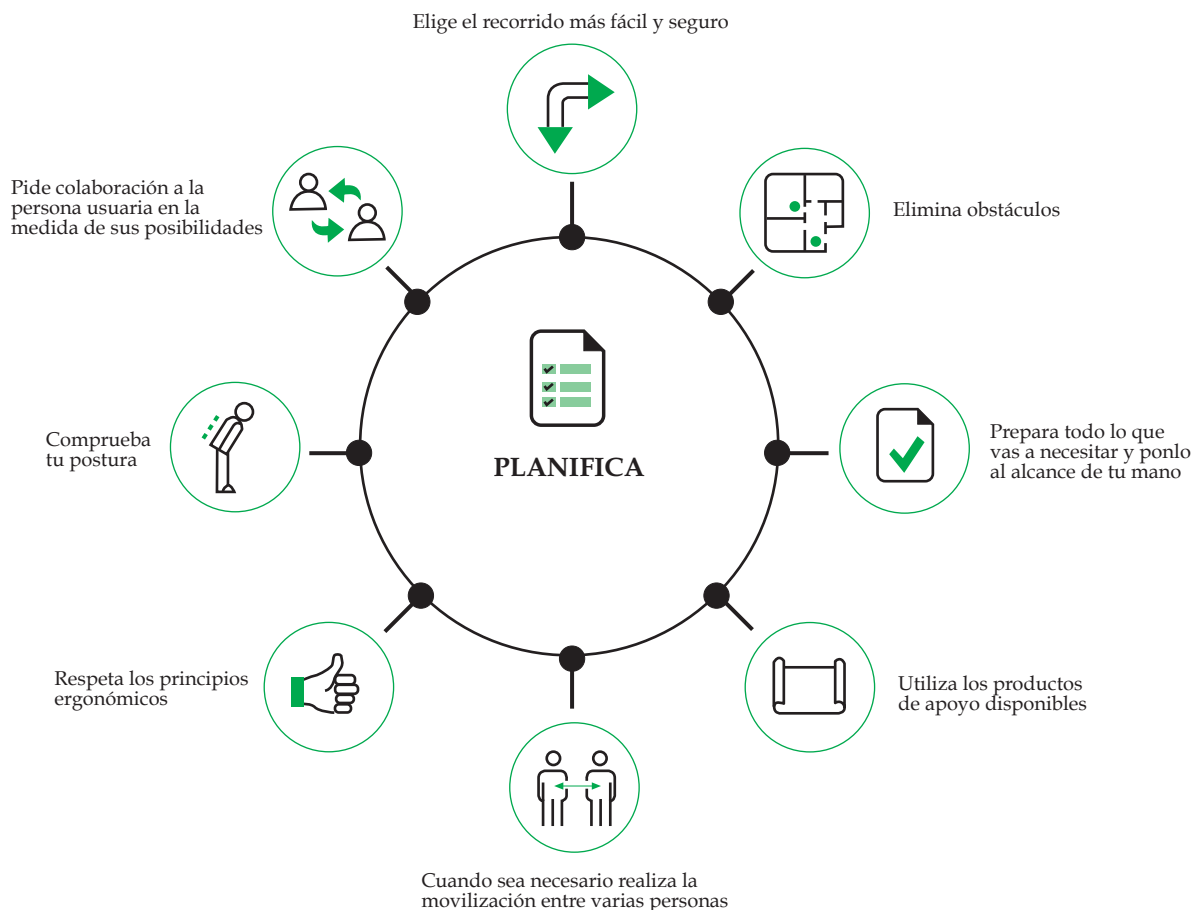 Elige el recorrido más fácil y seguro
Elimina obstáculos
Prepara todo lo que
vas a necesitar y ponlo
al alcance de tu mano
Utiliza los productos
de apoyo disponibles
Cuando sea necesario realiza la
movilización entre varias personas
Respeta los principios
ergonómicos
Comprueba
tu postura
Pide colaboración a la
persona usuaria en la
medida de sus posibilidades
PLANIFICA